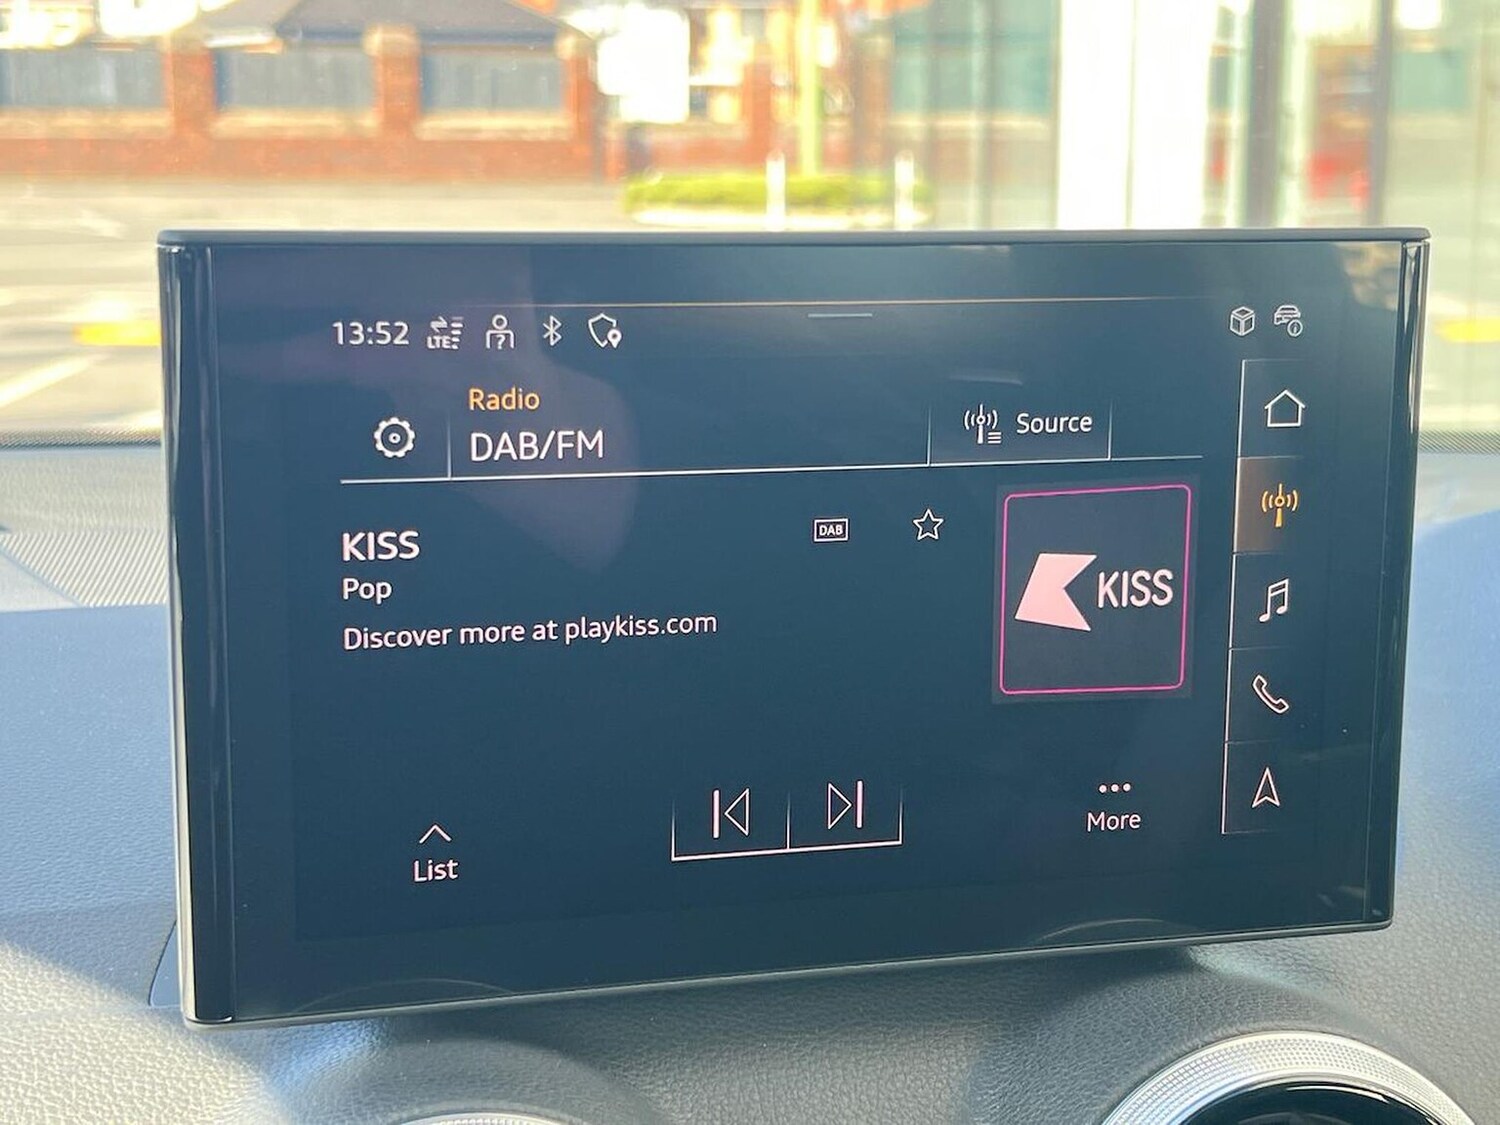 13:52 LTE
Radio
DAB/FM
Source
KISS
DAB
Pop
Discover more at playkiss.com
KISS
List
More